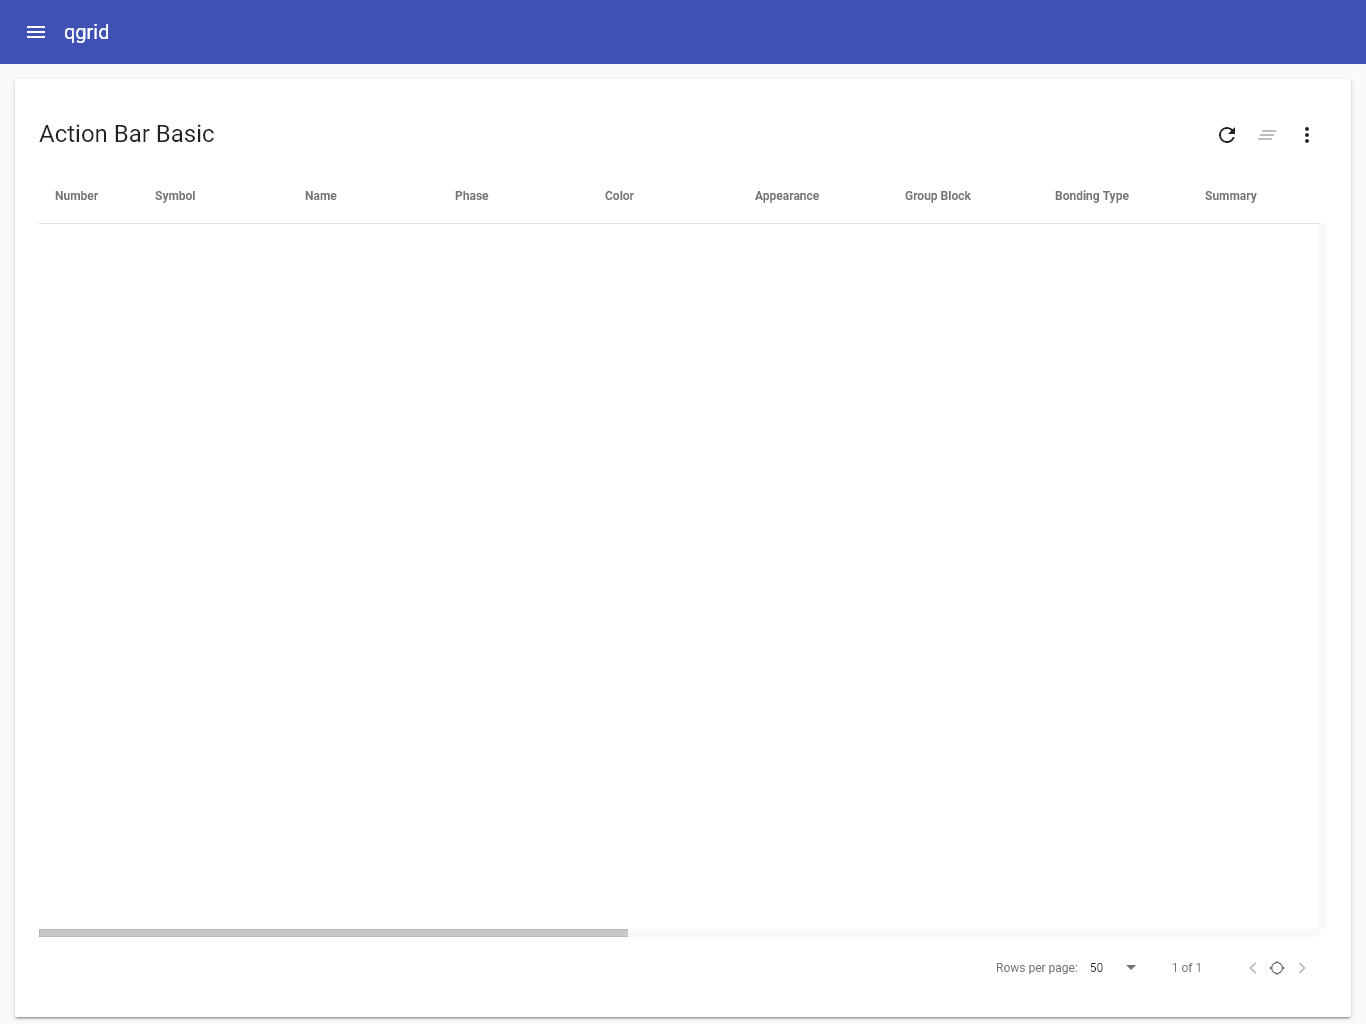 qgrid
Action Bar Basic
Number Symbol Name Phase Color Appearance Group Block Bonding Type Summary
Rows per page: 50 1 of 1